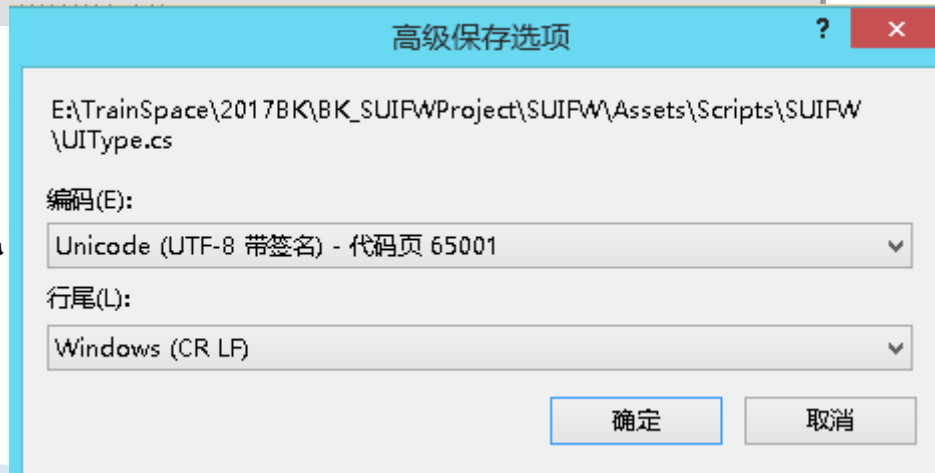 高级保存选项
?
×
E:\TrainSpace\2017BK\BK_SUIFWProject\SUIFW\Assets\Scripts\SUIFW
\UIType.cs
编码(E):
Unicode (UTF-8 带签名) - 代码页 65001
行尾(L):
Windows (CR LF)
确定
取消